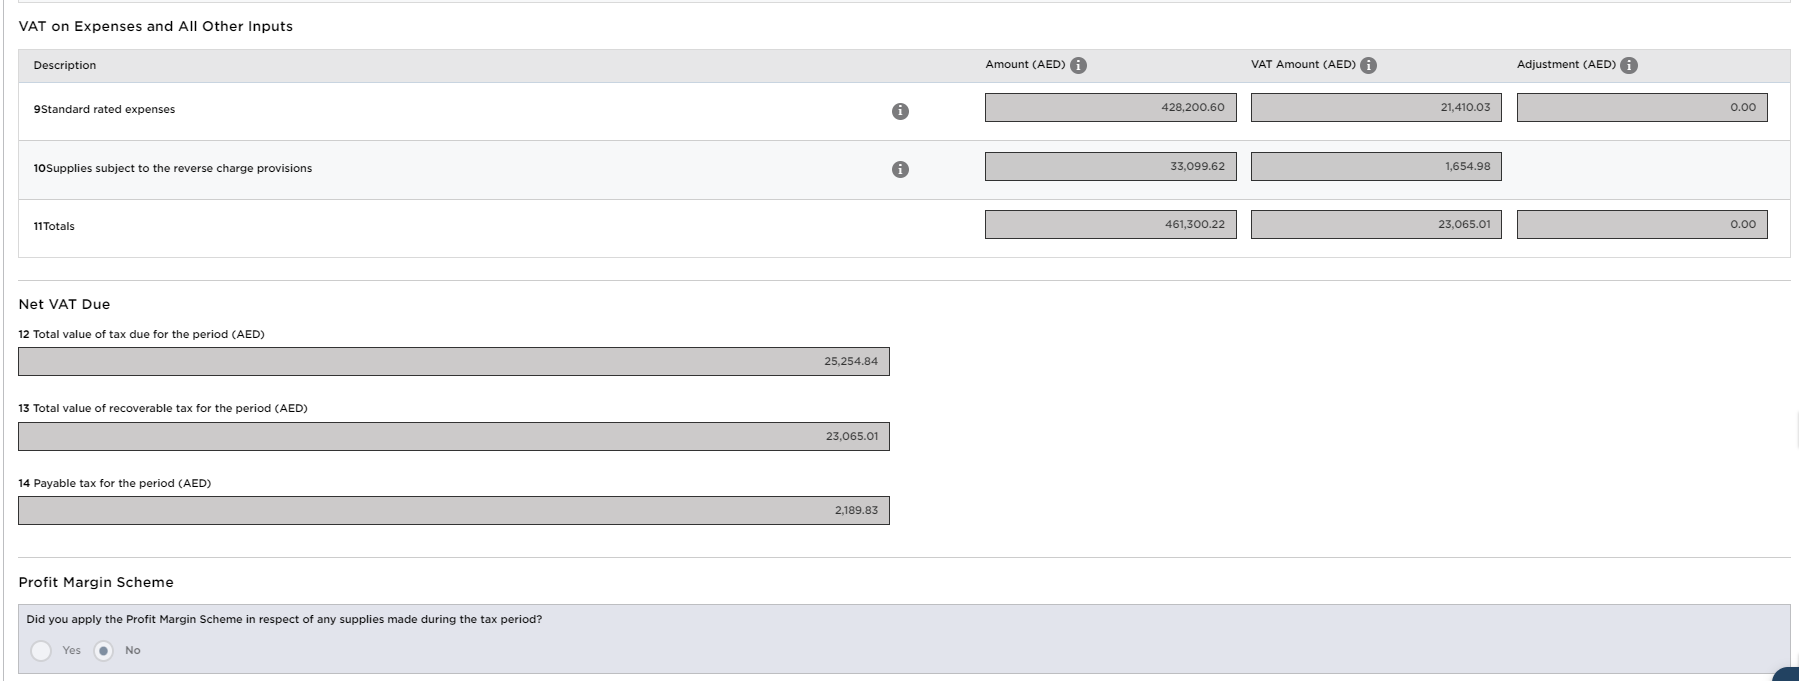 VAT on Expenses and All Other Inputs
Description Amount (AED) i VAT Amount (AED) i Adjustment (AED) i
9Standard rated expenses i 428,200.60 21,410.03 0.00
10Supplies subject to the reverse charge provisions i 33,099.62 1,654.98
11Totals 461,300.22 23,065.01 0.00
Net VAT Due
12 Total value of tax due for the period (AED)
25,254.84
13 Total value of recoverable tax for the period (AED)
23,065.01
14 Payable tax for the period (AED)
2,189.83
Profit Margin Scheme
Did you apply the Profit Margin Scheme in respect of any supplies made during the tax period?
Yes No